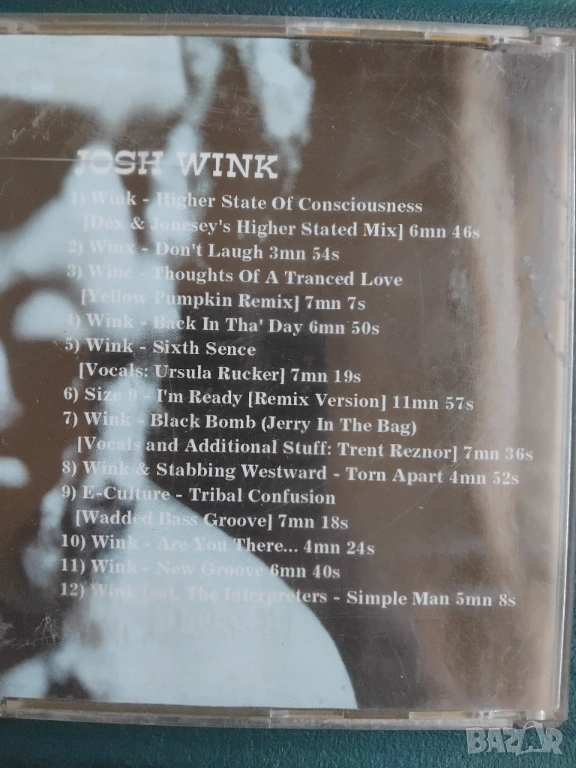 JOSH WINK
1) Wink - Higher State Of Consciousness
[Dex & Jonesey's Higher Stated Mix] 6mn 46s
2) Winx - Don't Laugh 3mn 54s
3) Winc - Thoughts Of A Tranced Love
[Yellow Pumpkin Remix] 7mn 7s
4) Wink - Back In Tha' Day 6mn 50s
5) Wink - Sixth Sence
[Vocals: Ursula Rucker] 7mn 19s
6) Size 9 - I'm Ready [Remix Version] 11mn 57s
7) Wink - Black Bomb (Jerry In The Bag)
[Vocals and Additional Stuff: Trent Reznor] 7mn 36s
8) Wink & Stabbing Westward - Torn Apart 4mn 52s
9) E-Culture - Tribal Confusion
[Wadded Bass Groove] 7mn 18s
10) Wink - Are You There... 4mn 24s
11) Wink - New Groove 6mn 40s
12) Wink feat. The Interpreters - Simple Man 5mn 8s
BAZAR